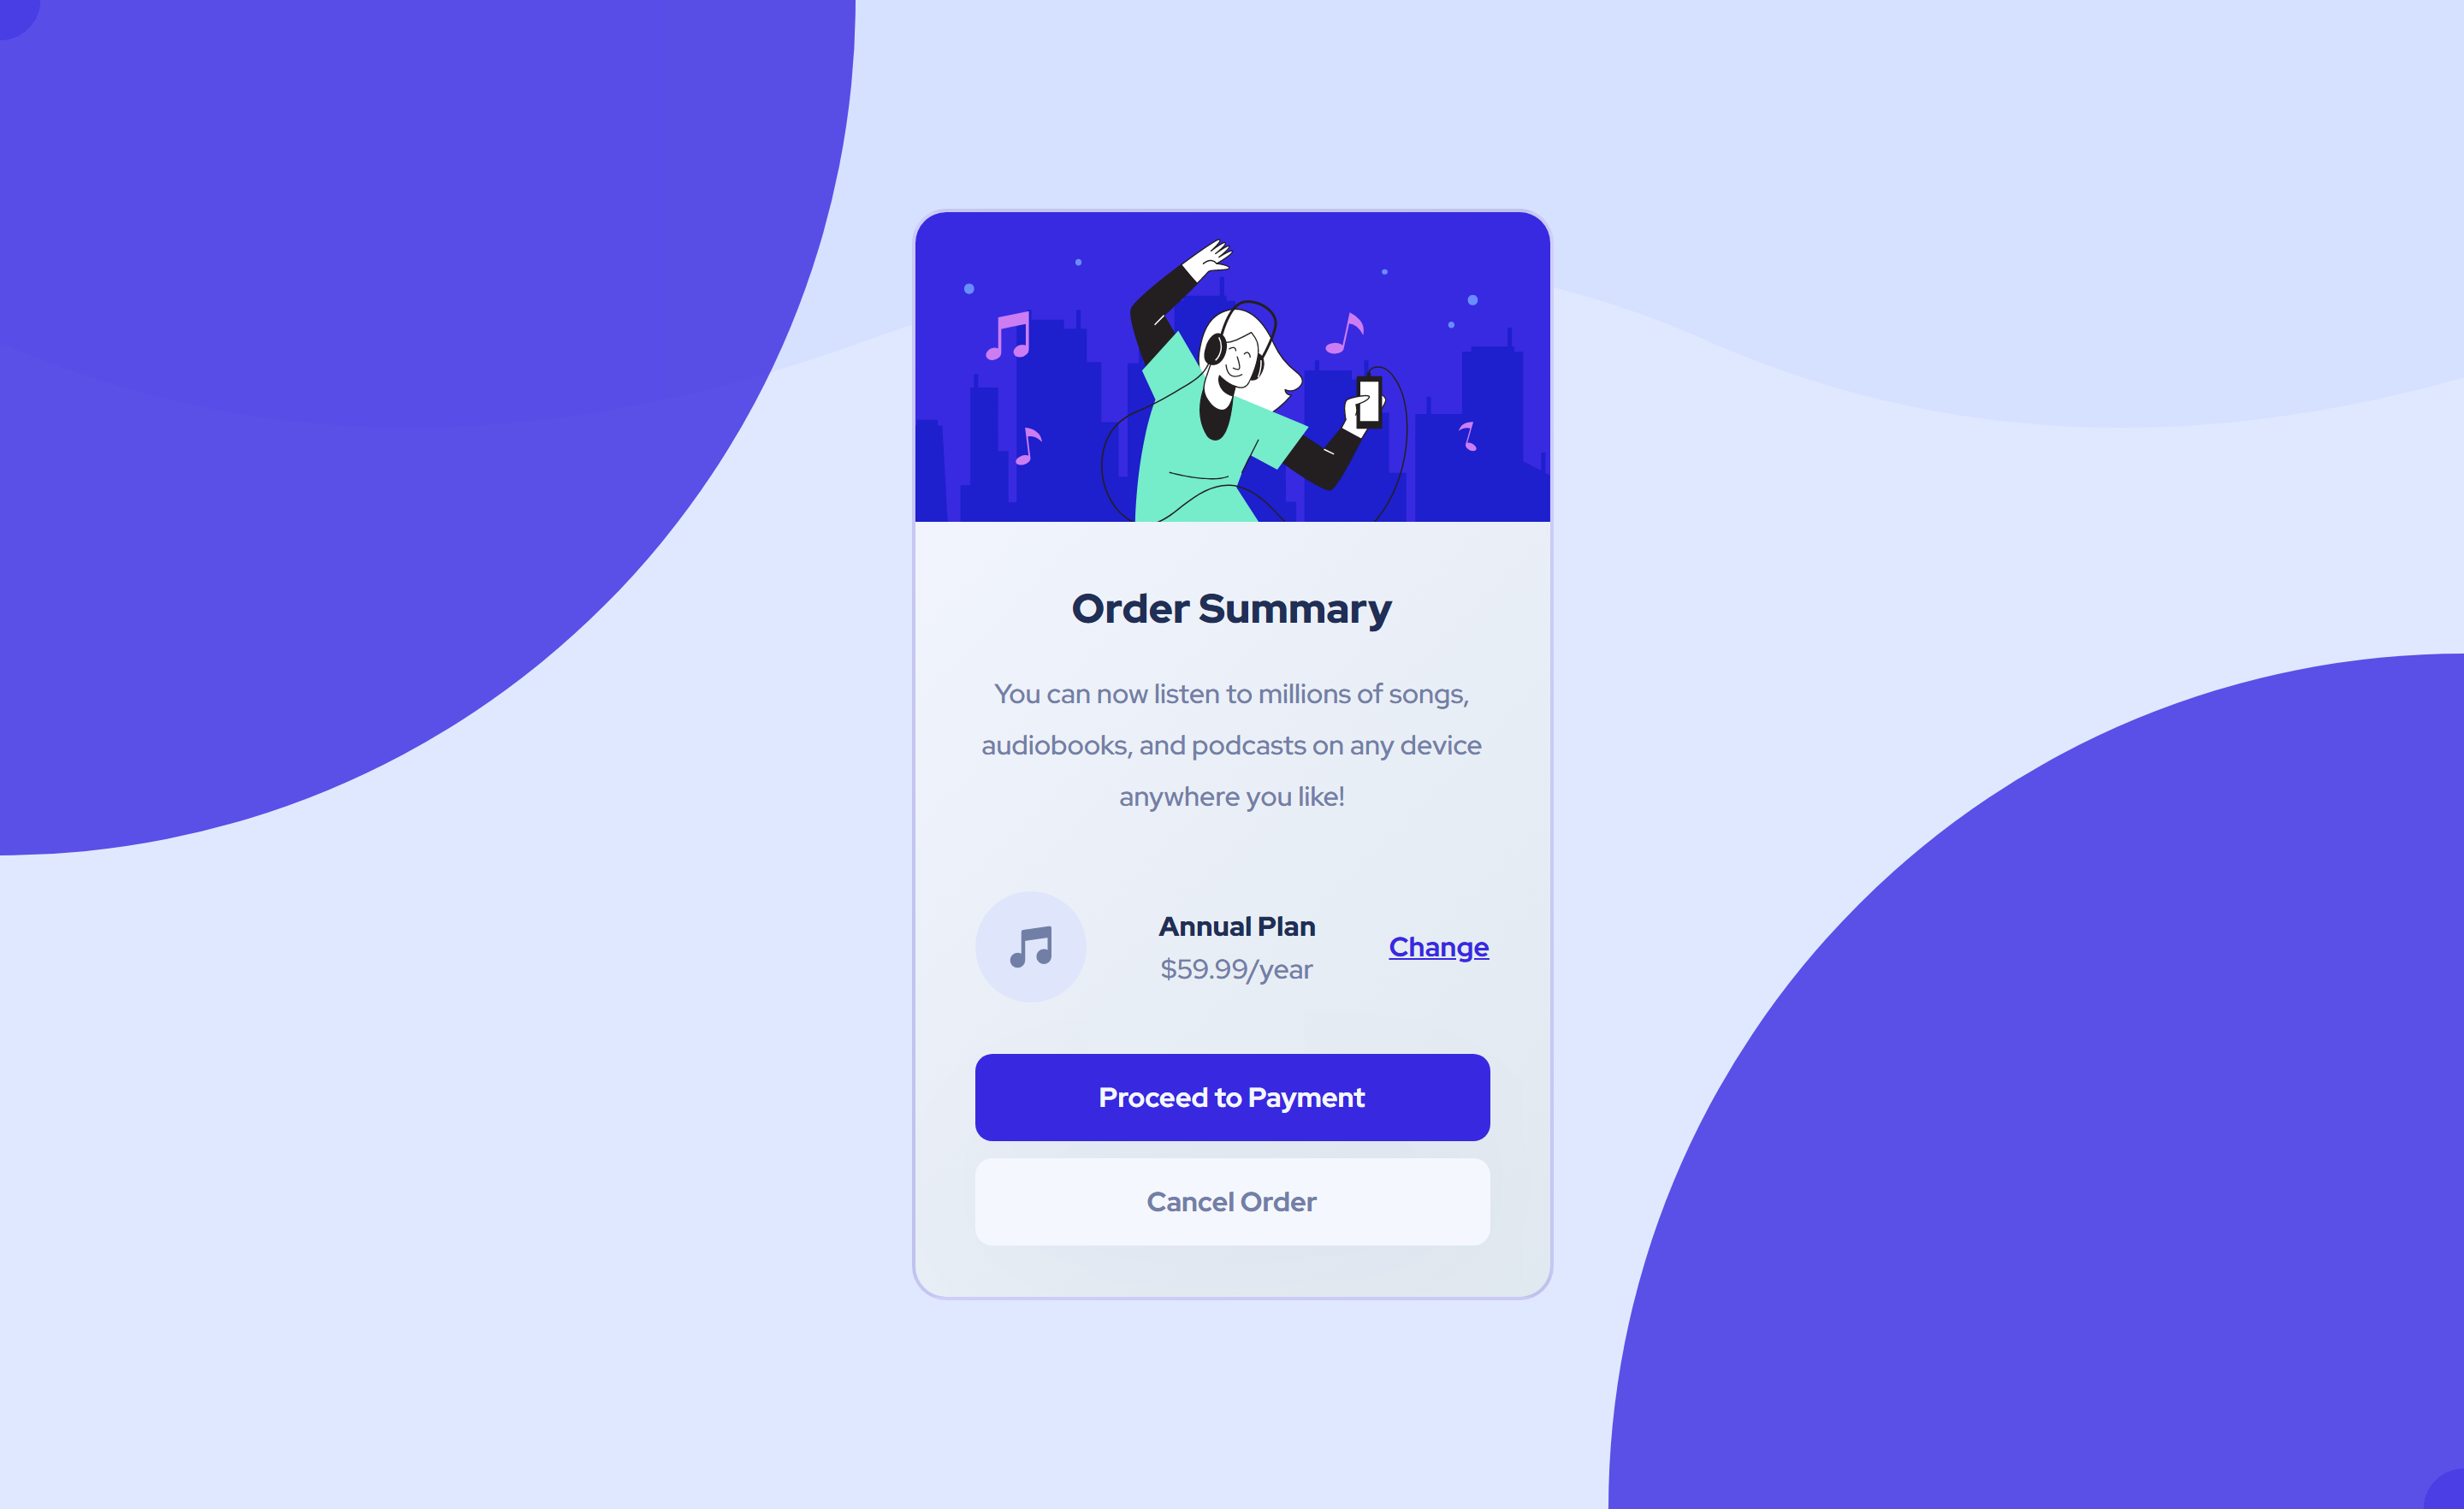 Order Summary
You can now listen to millions of songs,
audiobooks, and podcasts on any device
anywhere you like!
Annual Plan
$59.99/year
Change
Proceed to Payment
Cancel Order